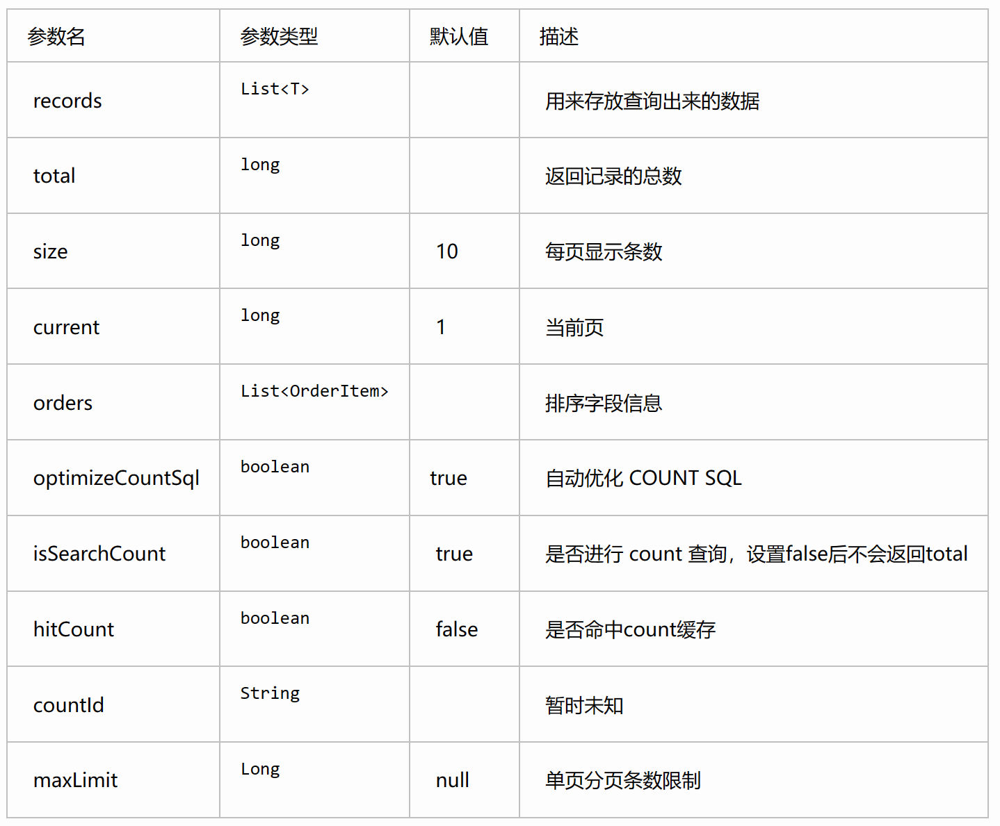 参数名 参数类型 默认值 描述
records List<T> 用来存放查询出来的数据
total long 返回记录的总数
size long 10 每页显示条数
current long 1 当前页
orders List<OrderItem> 排序字段信息
optimizeCountSql boolean true 自动优化 COUNT SQL
isSearchCount boolean true 是否进行 count 查询，设置false后不会返回total
hitCount boolean false 是否命中count缓存
countId String 暂时未知
maxLimit Long null 单页分页条数限制